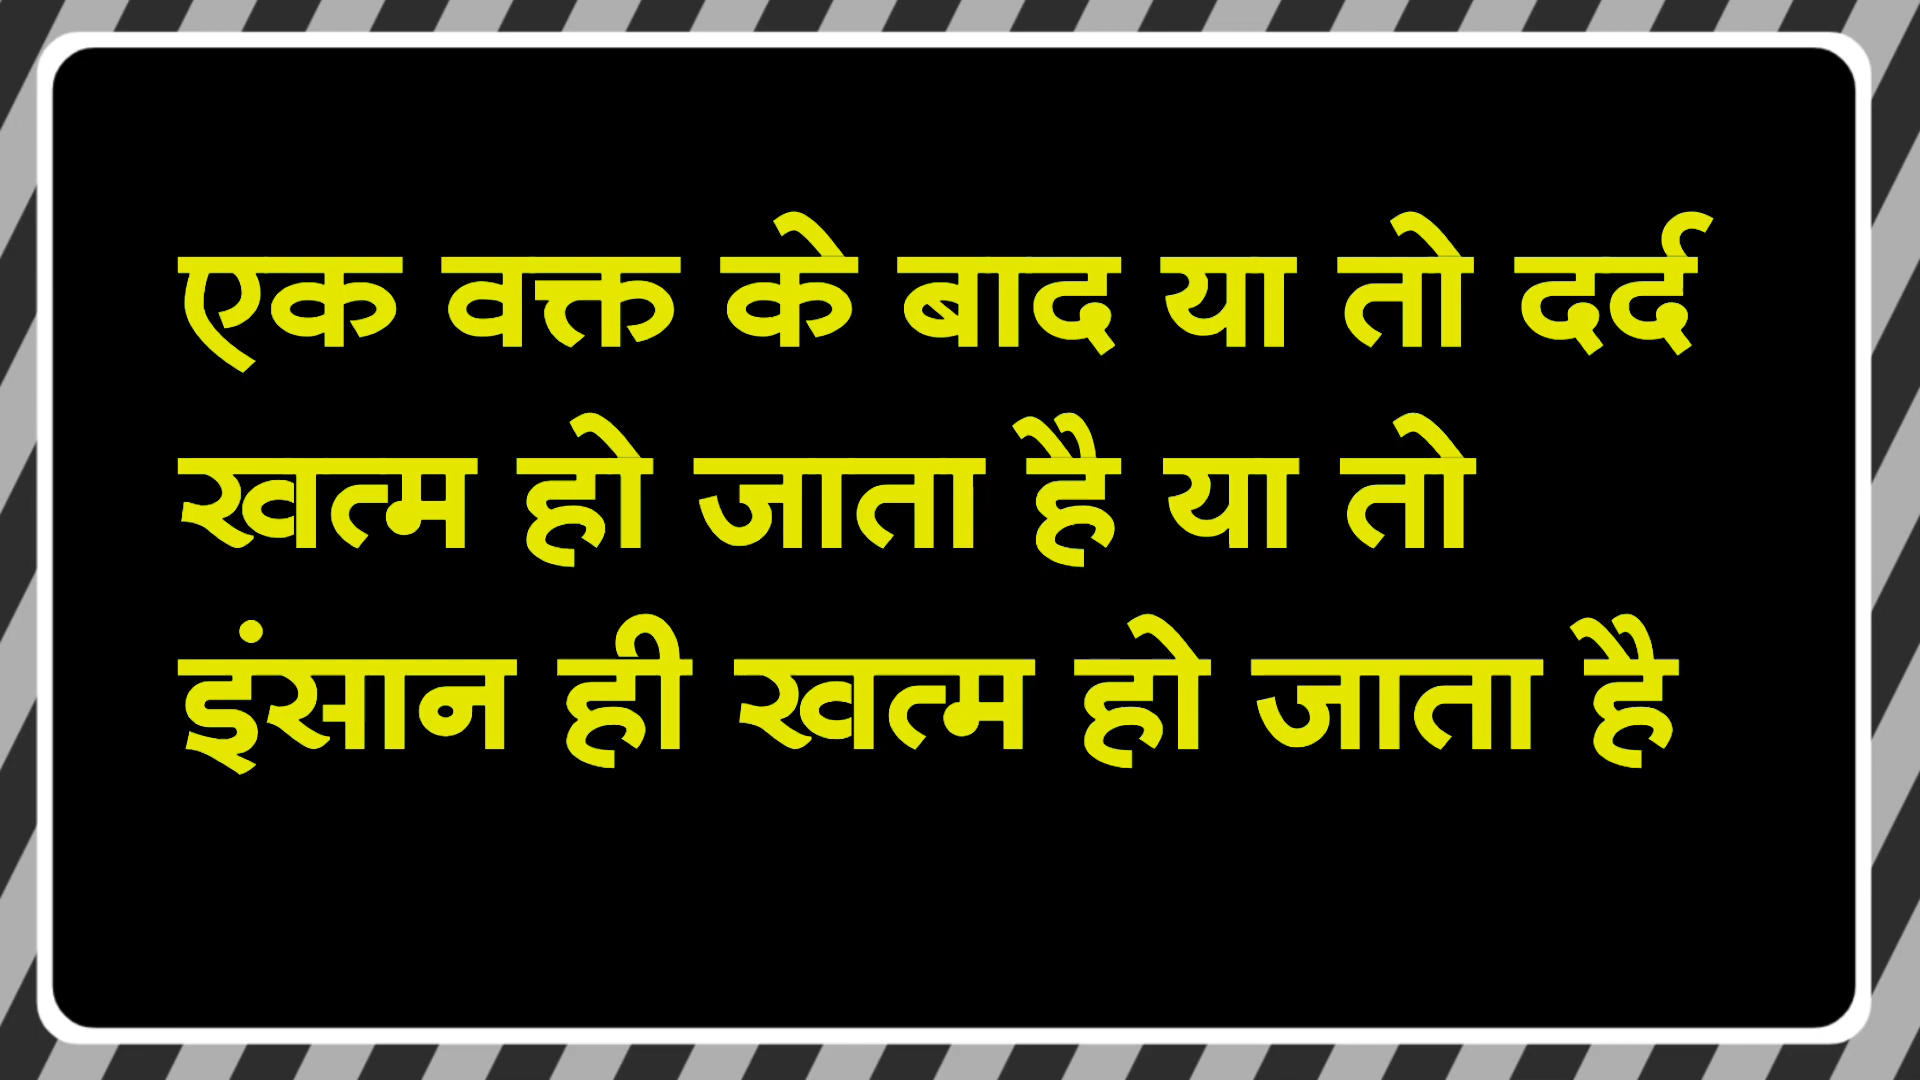 एक वक्त के बाद या तो दर्द
खत्म हो जाता है या तो
इंसान ही खत्म हो जाता है